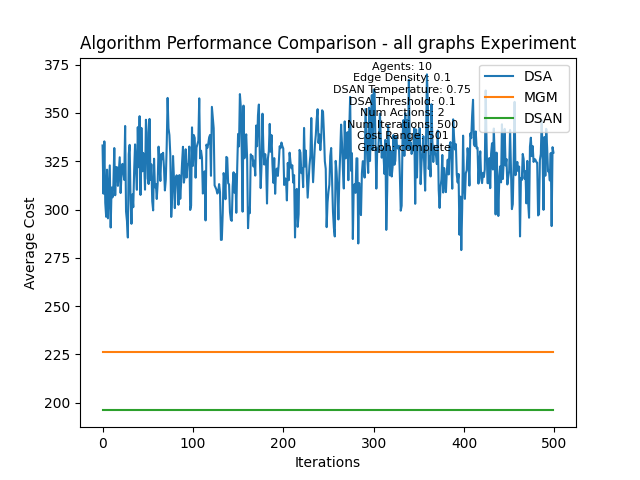 Algorithm Performance Comparison - all graphs Experiment
Agents: 10
Edge Density: 0.1
DSAN Temperature: 0.75
DSA Threshold: 0.1
Num Actions: 2
Num Iterations: 500
Cost Range: 501
Graph: complete
DSA
MGM
DSAN
Average Cost
375
350
325
300
275
250
225
200
0
100
200
300
400
500
Iterations